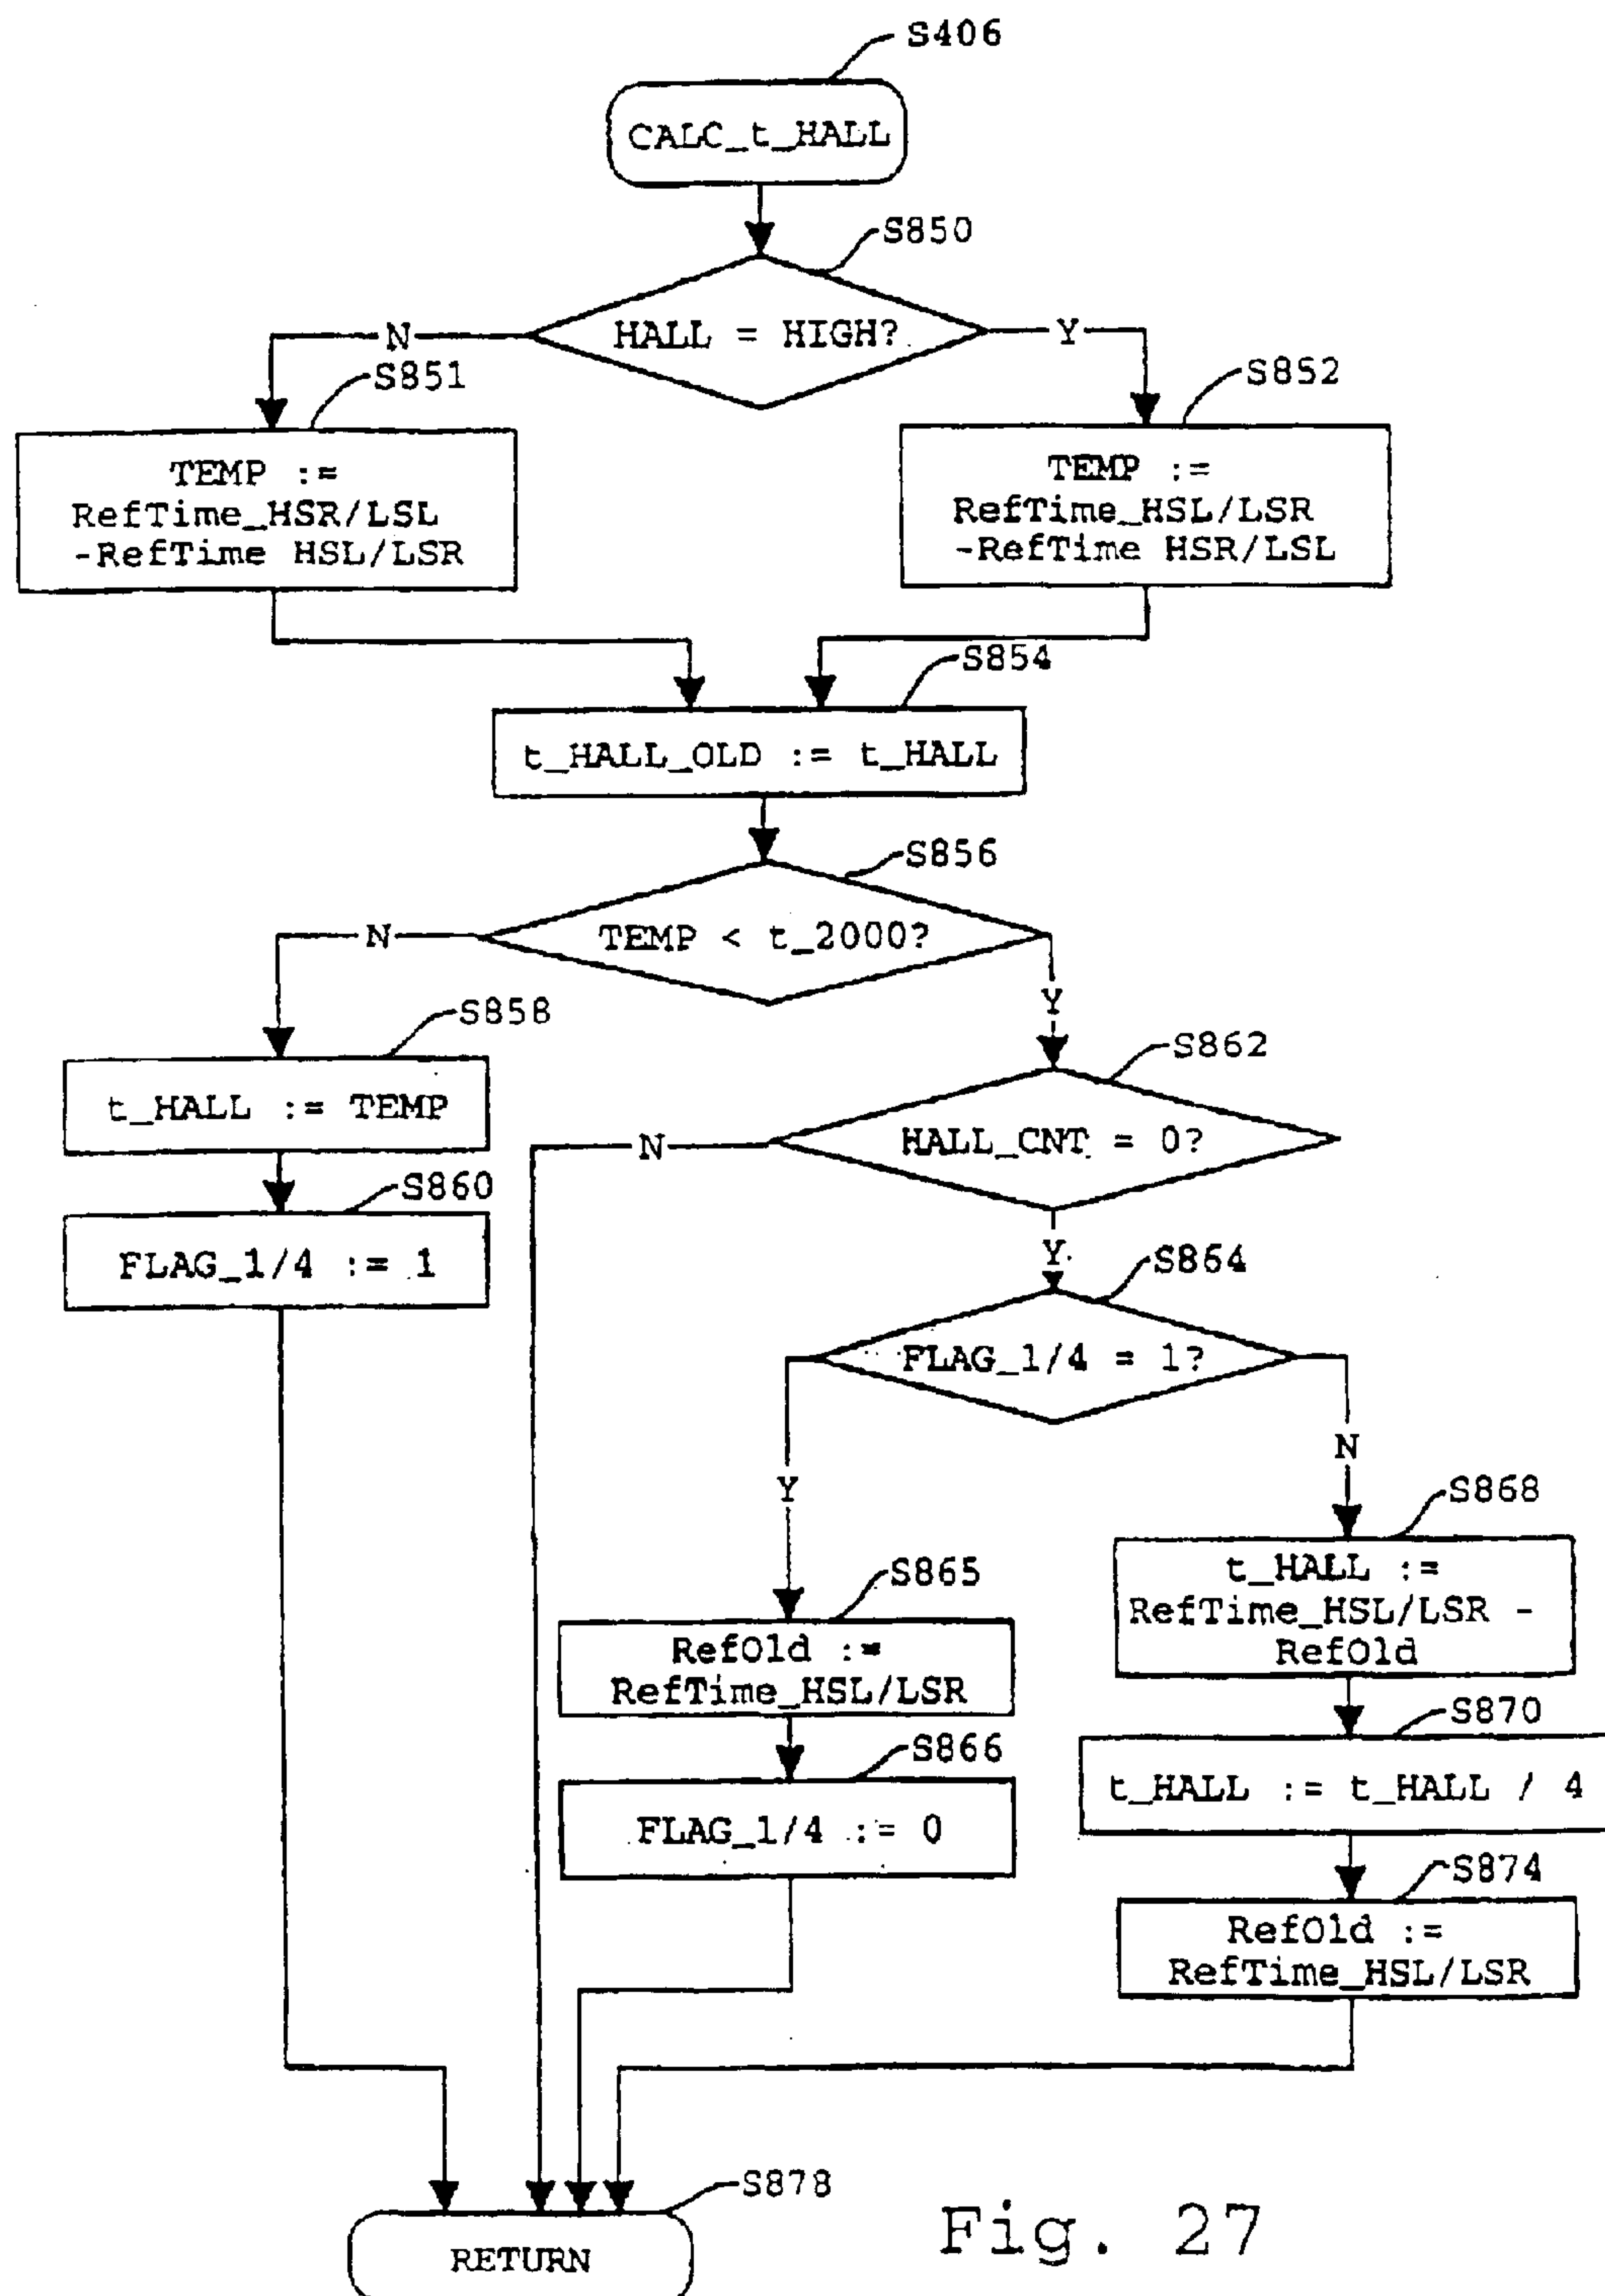 S406
CALC_t_HALL
S850
HALL = HIGH?
N
Y
S851
S852
TEMP :=
RefTime_HSR/LSL
-RefTime HSL/LSR
TEMP :=
RefTime_HSL/LSR
-RefTime HSR/LSL
S854
t_HALL_OLD := t_HALL
S856
TEMP < t_2000?
N
Y
S858
t_HALL := TEMP
S862
HALL_CNT = 0?
N
Y
S860
FLAG_1/4 := 1
S864
FLAG_1/4 = 1?
Y
N
S865
RefOld :=
RefTime_HSL/LSR
S868
t_HALL :=
RefTime_HSL/LSR -
RefOld
S866
FLAG_1/4 := 0
S870
t_HALL := t_HALL / 4
S874
RefOld :=
RefTime_HSL/LSR
S878
RETURN
Fig. 27